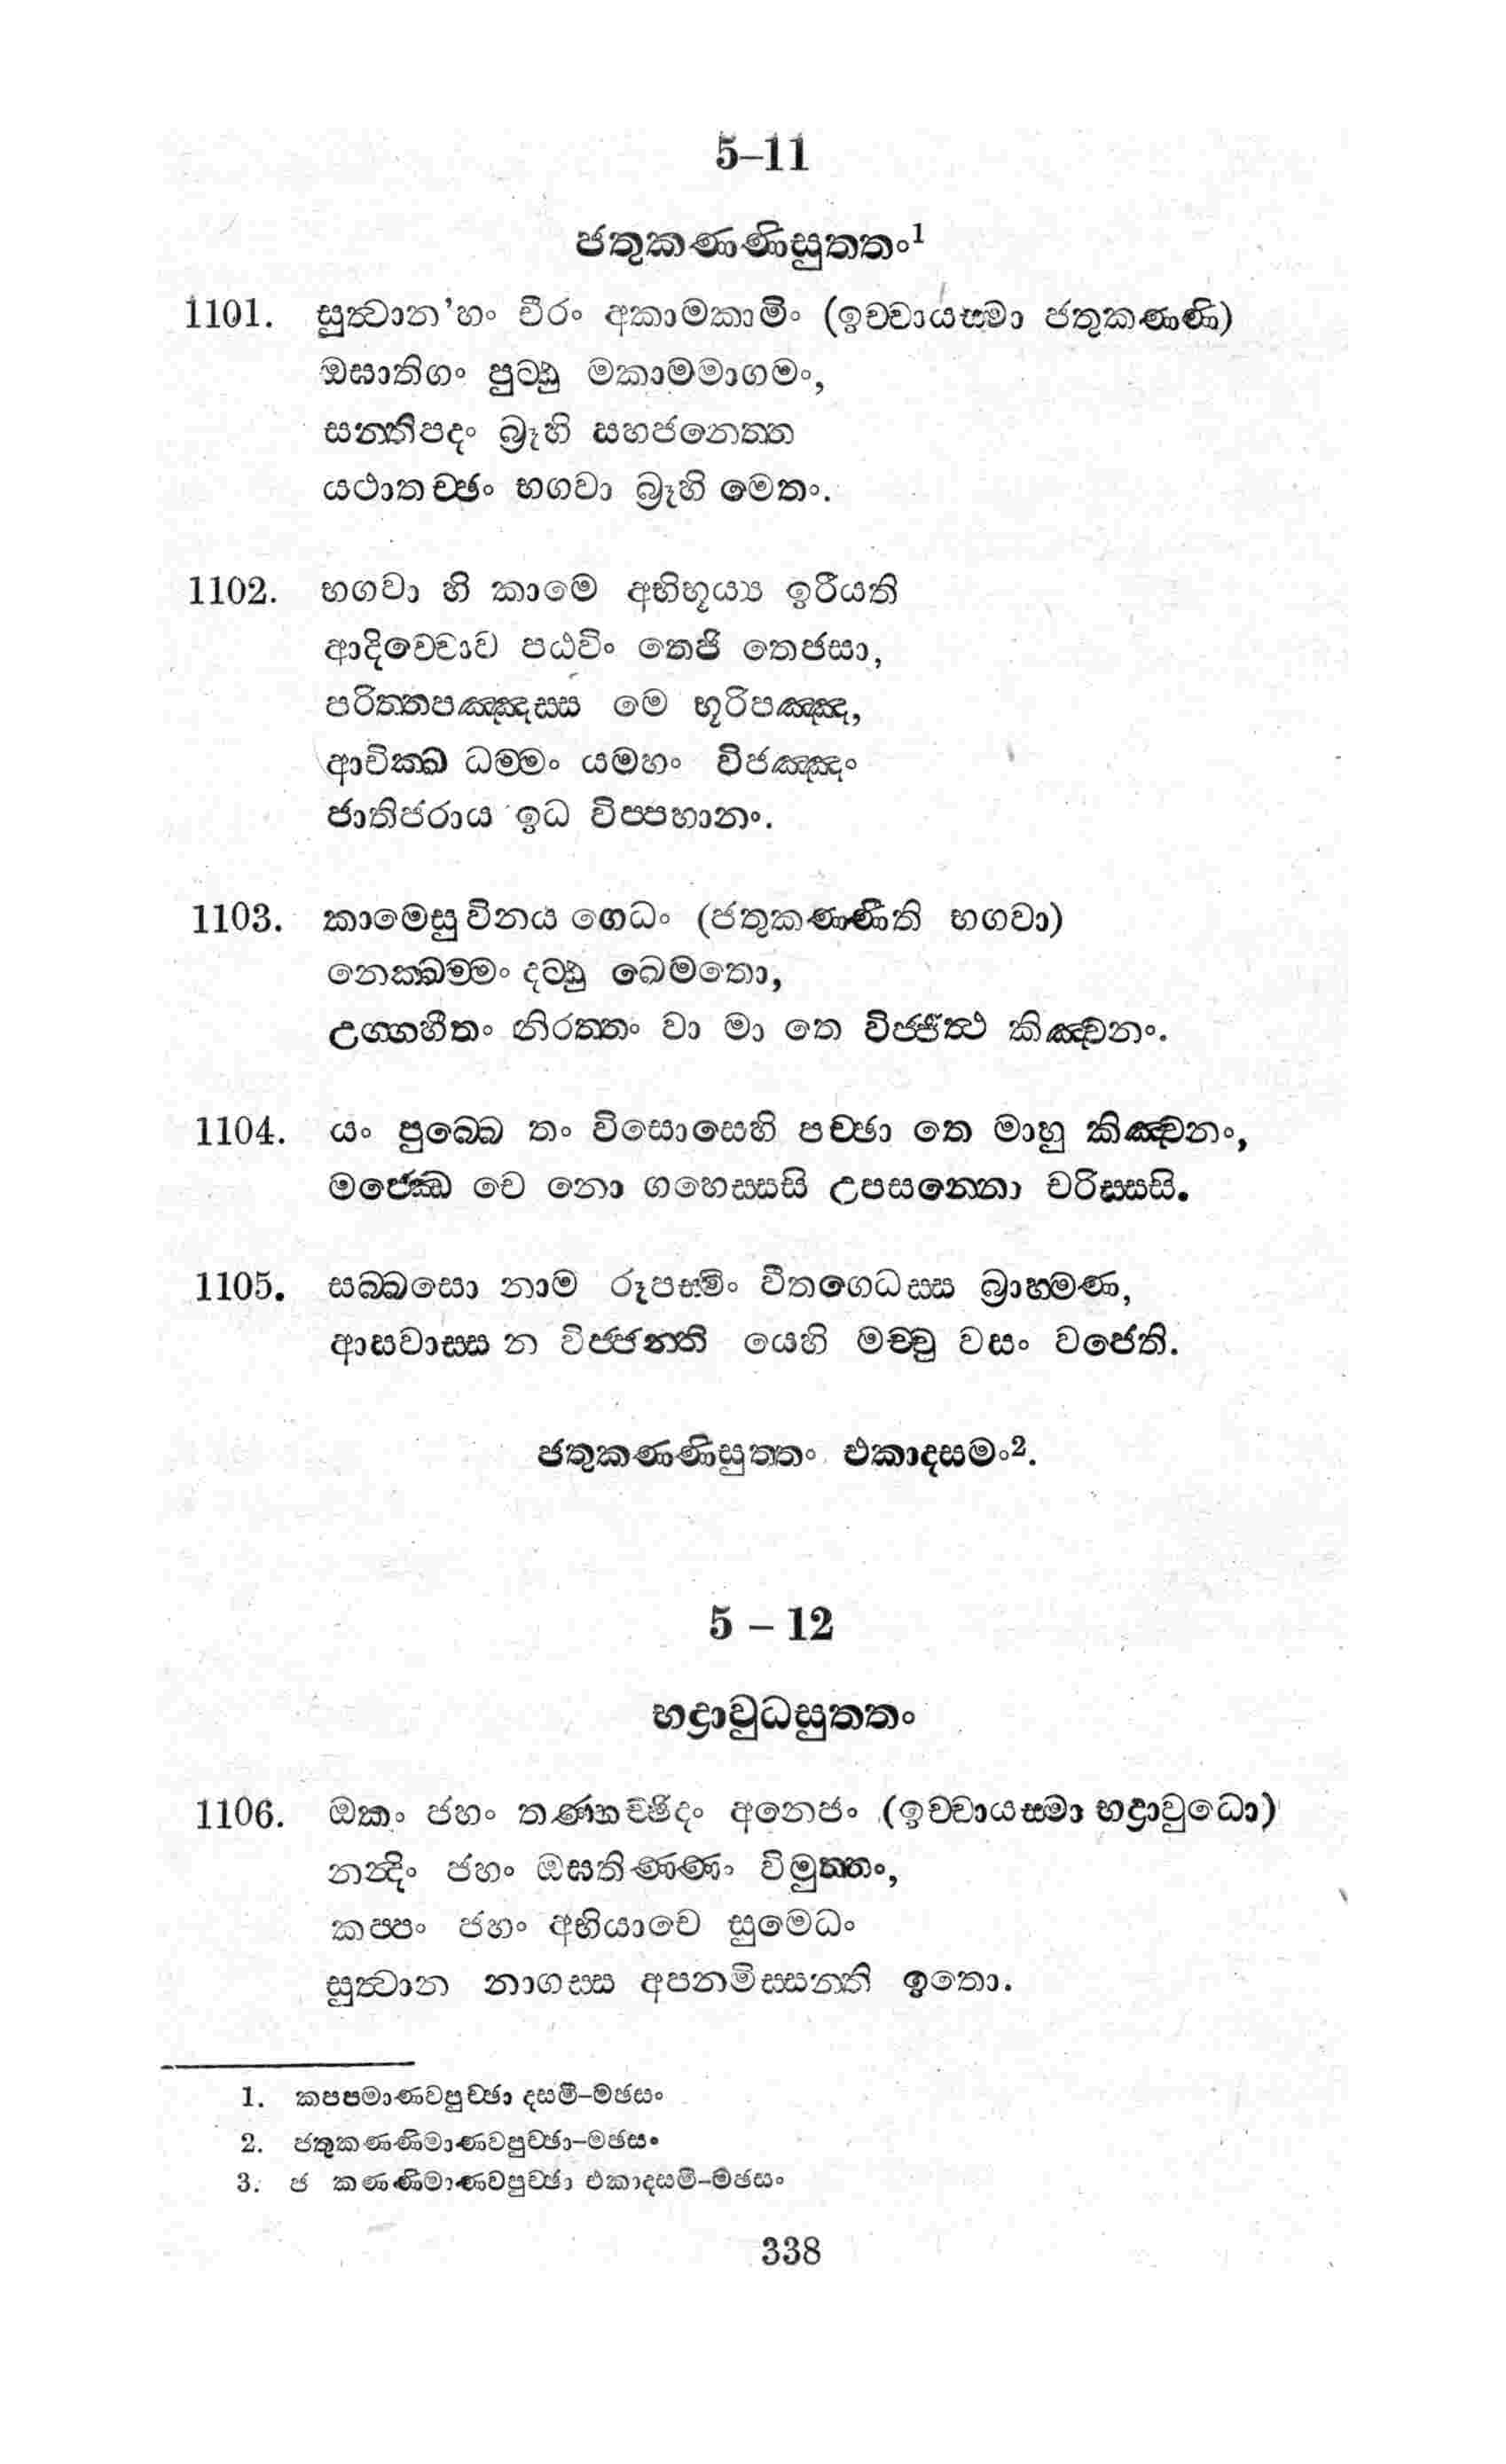 5–11
ජතුකණ්ණිසුත්තං1
1101. සුත්වාන’හං වීරං අකාමකාමිං (ඉච්චායස්මා ජතුකණ්ණි)
ඔඝාතිගං පුට්ඨු මකාමමාගමං,
සන්තිපදං බ්‍රූහි සහජනෙත්ත
යථාතච්ඡං භගවා බ්‍රූහි මෙතං.
1102. භගවා හි කාමෙ අභිභුය්‍ය ඉරීයති
ආදිච්චොව පඨවිං තෙජි තෙජසා,
පරිත්තපඤ්ඤස්ස මෙ භූරිපඤ්ඤ,
ආචික්ඛ ධම්මං යමහං විජඤ්ඤං
ජාතිජරාය ඉධ විප්පහානං.
1103. කාමෙසු විනය ගෙධං (ජතුකණ්ණීති භගවා)
නෙක්ඛම්මං දට්ඨු ඛෙමතො,
උග්ගහීතං නිරත්තං වා මා තෙ විජ්ජිත්ථ කිඤ්චනං.
1104. යං පුබ්බෙ තං විසොසෙහි පච්ඡා තෙ මාහු කිඤ්චනං,
මජ්ඣෙ චෙ නො ගහෙස්සසි උපසන්තො චරිස්සසි.
1105. සබ්බසො නාම රූපස්මිං වීතගෙධස්ස බ්‍රාහ්මණ,
ආසවාස්ස න විජ්ජන්ති යෙහි මච්චු වසං වජෙති.
ජතුකණ්ණිසුත්තං එකාදසමං2.
5 – 12
භද්‍රාවුධසුත්තං
1106. ඔකං ජහං තණ්හච්ඡිදං අනෙජං (ඉච්චායස්මා භද්‍රාවුධො)
නන්දිං ජහං ඔඝතිණ්ණං විමුත්තං,
කප්පං ජහං අභියාචෙ සුමෙධං
සුත්වාන නාගස්ස අපනමිස්සන්ති ඉතො.
1. කප්පමාණවපුච්ඡා දසමී–මඡසං
2. ජතුකණ්ණිමාණවපුච්ඡා–මඡසං
3. ජ කණ්ණිමාණවපුච්ඡා එකාදසමී–මඡසං
338